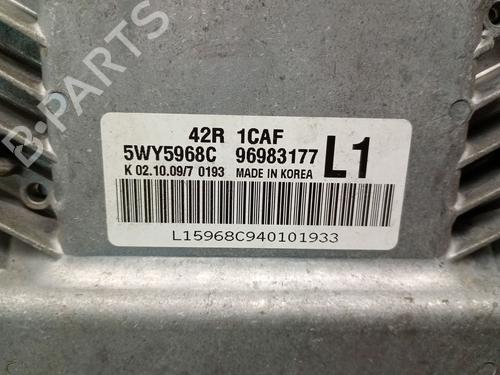 B-PARTS
42R 1CAF
5WY5968C 96983177 L1
K 02.10.09/7 0193 MADE IN KOREA
L15968C940101933